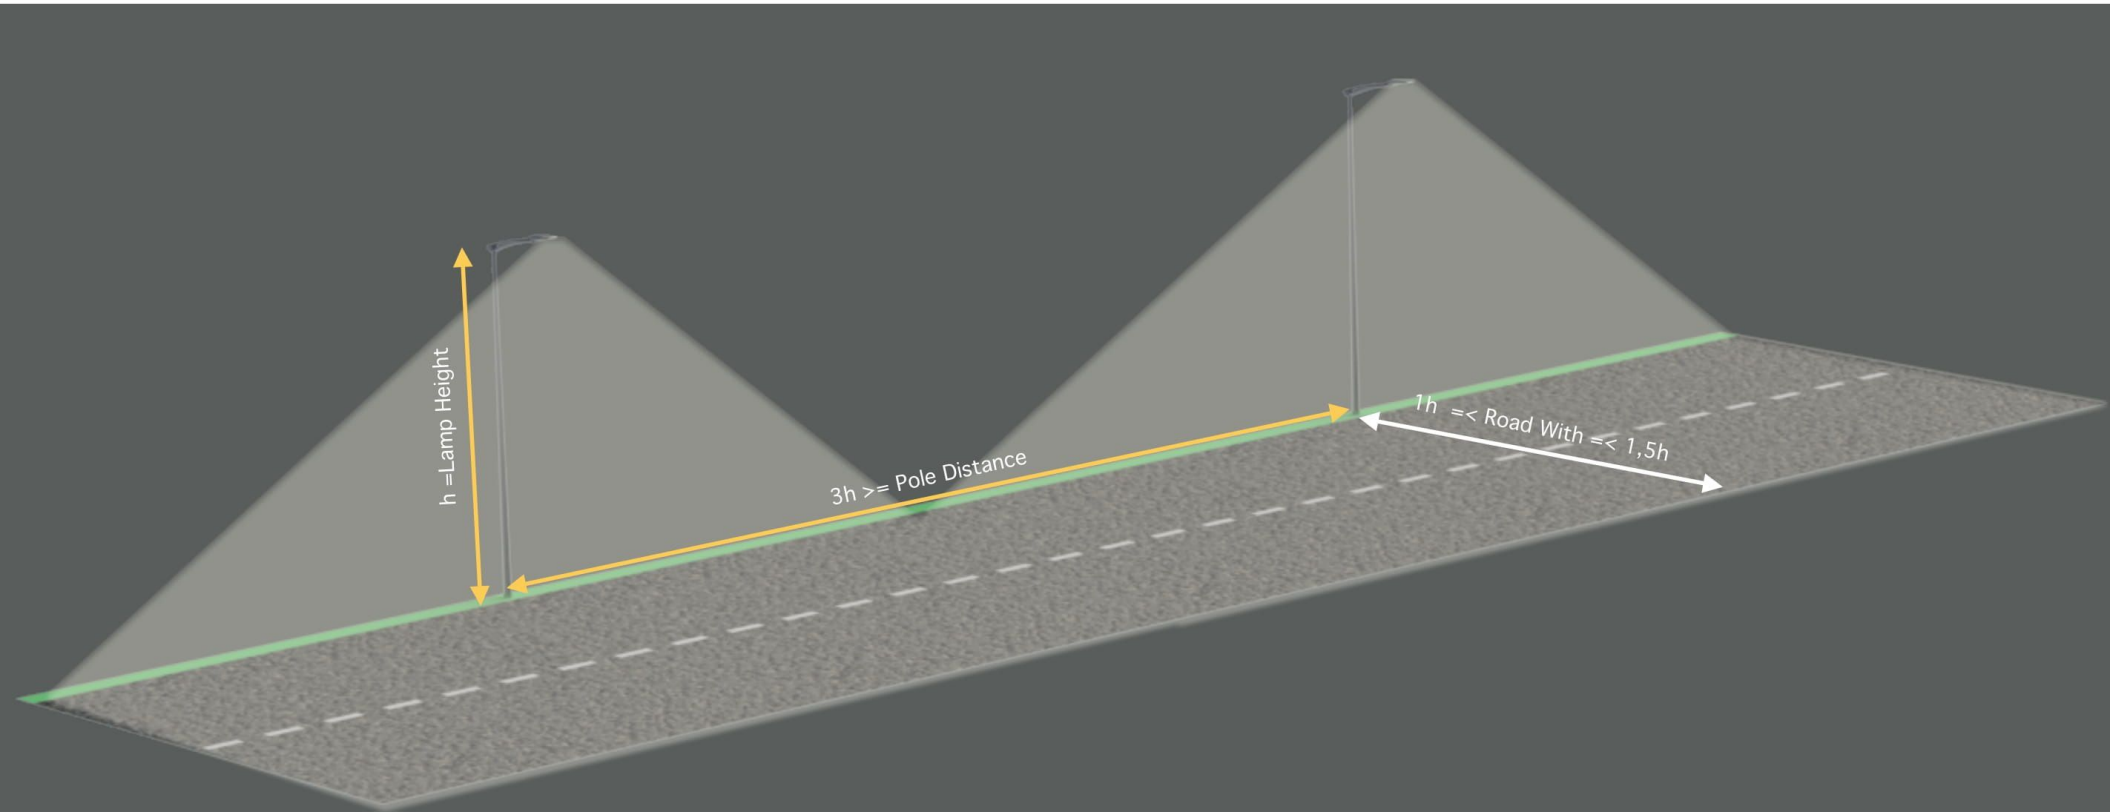 h =Lamp Height
3h >= Pole Distance
1h  =< Road With =< 1,5h